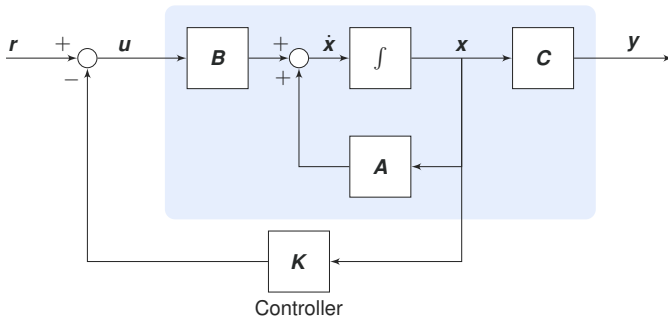 r + u B + ẋ ∫ x C y
− +
A
K
Controller